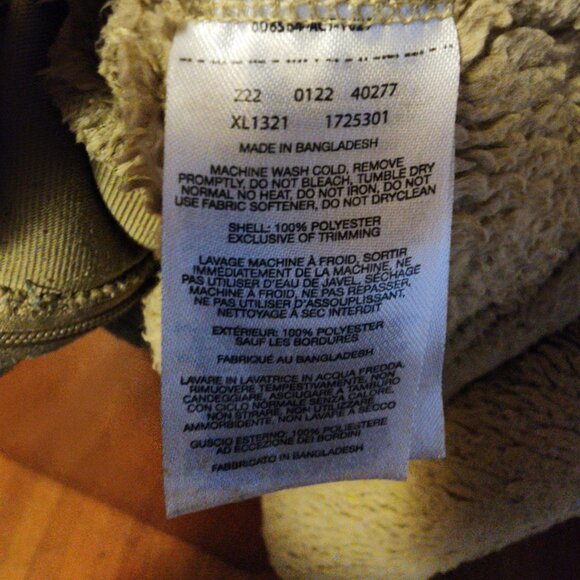 222 0122 40277
XL1321 1725301
MADE IN BANGLADESH
MACHINE WASH COLD, REMOVE
PROMPTLY, DO NOT BLEACH, TUMBLE DRY
NORMAL NO HEAT, DO NOT IRON, DO NOT
USE FABRIC SOFTENER, DO NOT DRYCLEAN
SHELL: 100% POLYESTER
EXCLUSIVE OF TRIMMING
LAVAGE MACHINE À FROID, SORTIR
IMMÉDIATEMENT DE LA MACHINE, NE
PAS UTILISER D'EAU DE JAVEL, SÉCHAGE
MACHINE À FROID, NE PAS REPASSER,
NE PAS UTILISER D'ASSOUPLISSANT,
NETTOYAGE À SEC INTERDIT
EXTÉRIEUR: 100% POLYESTER
SAUF LES BORDURES
FABRIQUÉ AU BANGLADESH
LAVARE IN LAVATRICE IN ACQUA FREDDA,
RIMUOVERE TEMPESTIVAMENTE, NON
CANDEGGIARE, ASCIUGARE A TAMBURO
CON CICLO NORMALE SENZA CALORE,
NON STIRARE, NON UTILIZZARE
AMMORBIDENTE, NON LAVARE A SECCO
GUSCIO ESTERNO: 100% POLIESTERE
AD ECCEZIONE DEI BORDINI
FABBRICATO IN BANGLADESH